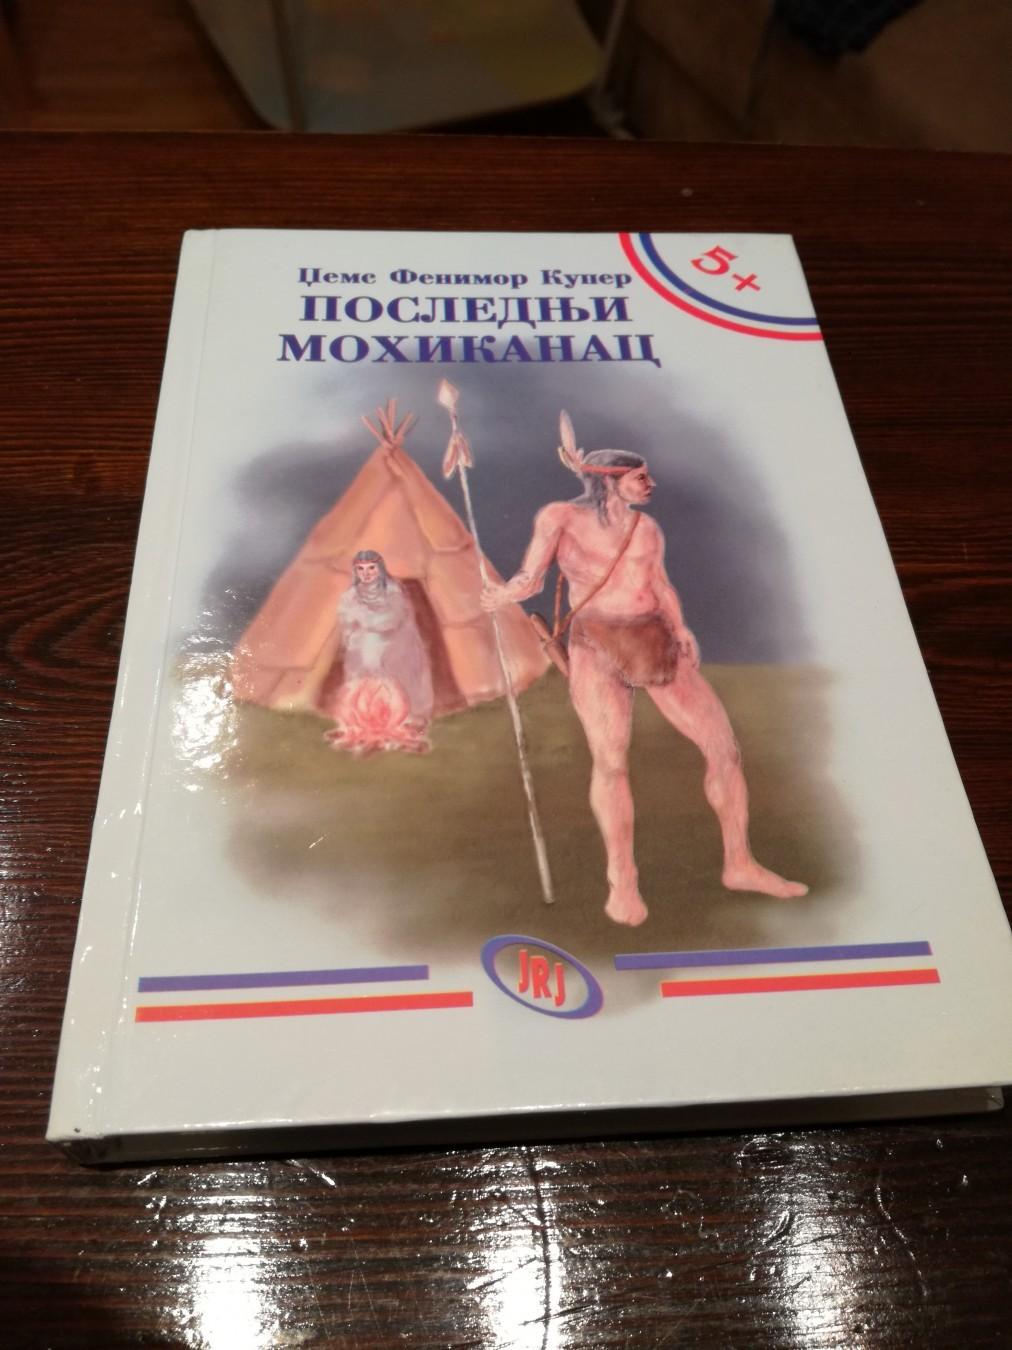 Џемс Фенимор Купер
ПОСЛЕДЊИ
МОХИКАНАЦ
5+
JRJ